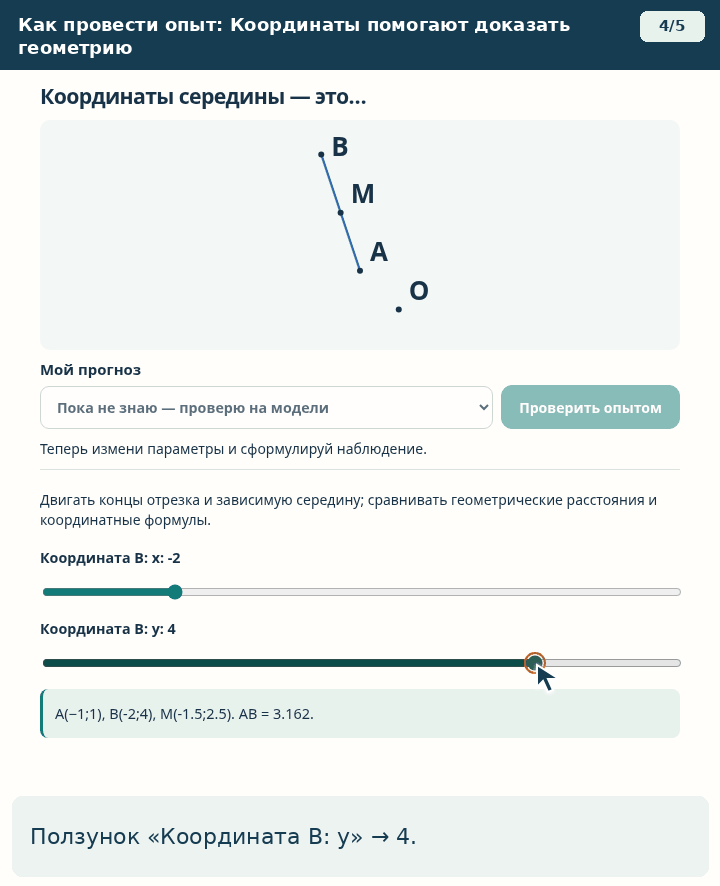 Как провести опыт: Координаты помогают доказать
геометрию
4/5
Координаты середины — это...
B
M
A
O
Мой прогноз
Пока не знаю — проверю на модели
Проверить опытом
Теперь измени параметры и сформулируй наблюдение.
Двигать концы отрезка и зависимую середину; сравнивать геометрические расстояния и
координатные формулы.
Координата B: x: -2
Координата B: y: 4
A(−1;1), B(-2;4), M(-1.5;2.5). AB = 3.162.
Ползунок «Координата B: y» → 4.